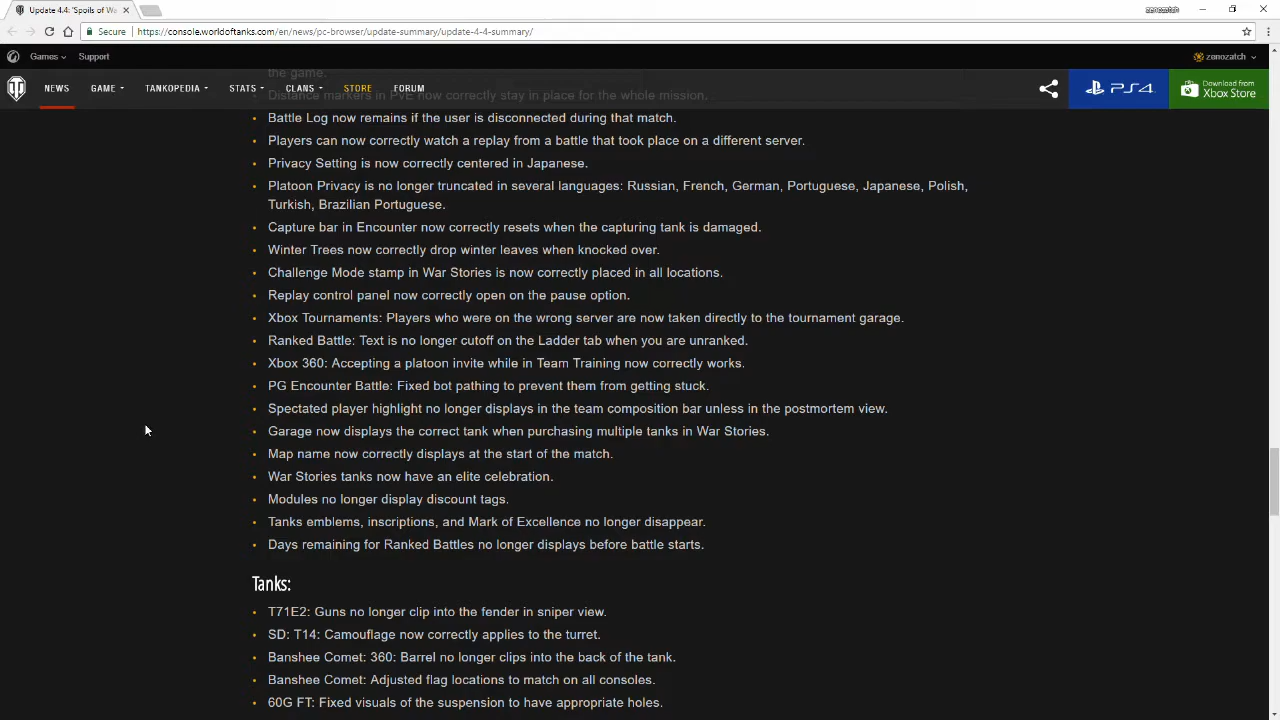 Update 4.4: 'Spoils of Wa
zenozatch
Secure
https://console.worldoftanks.com/en/news/pc-browser/update-summary/update-4-4-summary/
Games
Support
zenozatch
NEWS
GAME
TANKOPEDIA
STATS
CLANS
STORE
FORUM
PS4
Download from
Xbox Store
the game.
Distance markers in PvE now correctly stay in place for the whole mission.
Battle Log now remains if the user is disconnected during that match.
Players can now correctly watch a replay from a battle that took place on a different server.
Privacy Setting is now correctly centered in Japanese.
Platoon Privacy is no longer truncated in several languages: Russian, French, German, Portuguese, Japanese, Polish,
Turkish, Brazilian Portuguese.
Capture bar in Encounter now correctly resets when the capturing tank is damaged.
Winter Trees now correctly drop winter leaves when knocked over.
Challenge Mode stamp in War Stories is now correctly placed in all locations.
Replay control panel now correctly open on the pause option.
Xbox Tournaments: Players who were on the wrong server are now taken directly to the tournament garage.
Ranked Battle: Text is no longer cutoff on the Ladder tab when you are unranked.
Xbox 360: Accepting a platoon invite while in Team Training now correctly works.
PG Encounter Battle: Fixed bot pathing to prevent them from getting stuck.
Spectated player highlight no longer displays in the team composition bar unless in the postmortem view.
Garage now displays the correct tank when purchasing multiple tanks in War Stories.
Map name now correctly displays at the start of the match.
War Stories tanks now have an elite celebration.
Modules no longer display discount tags.
Tanks emblems, inscriptions, and Mark of Excellence no longer disappear.
Days remaining for Ranked Battles no longer displays before battle starts.
Tanks:
T71E2: Guns no longer clip into the fender in sniper view.
SD: T14: Camouflage now correctly applies to the turret.
Banshee Comet: 360: Barrel no longer clips into the back of the tank.
Banshee Comet: Adjusted flag locations to match on all consoles.
60G FT: Fixed visuals of the suspension to have appropriate holes.